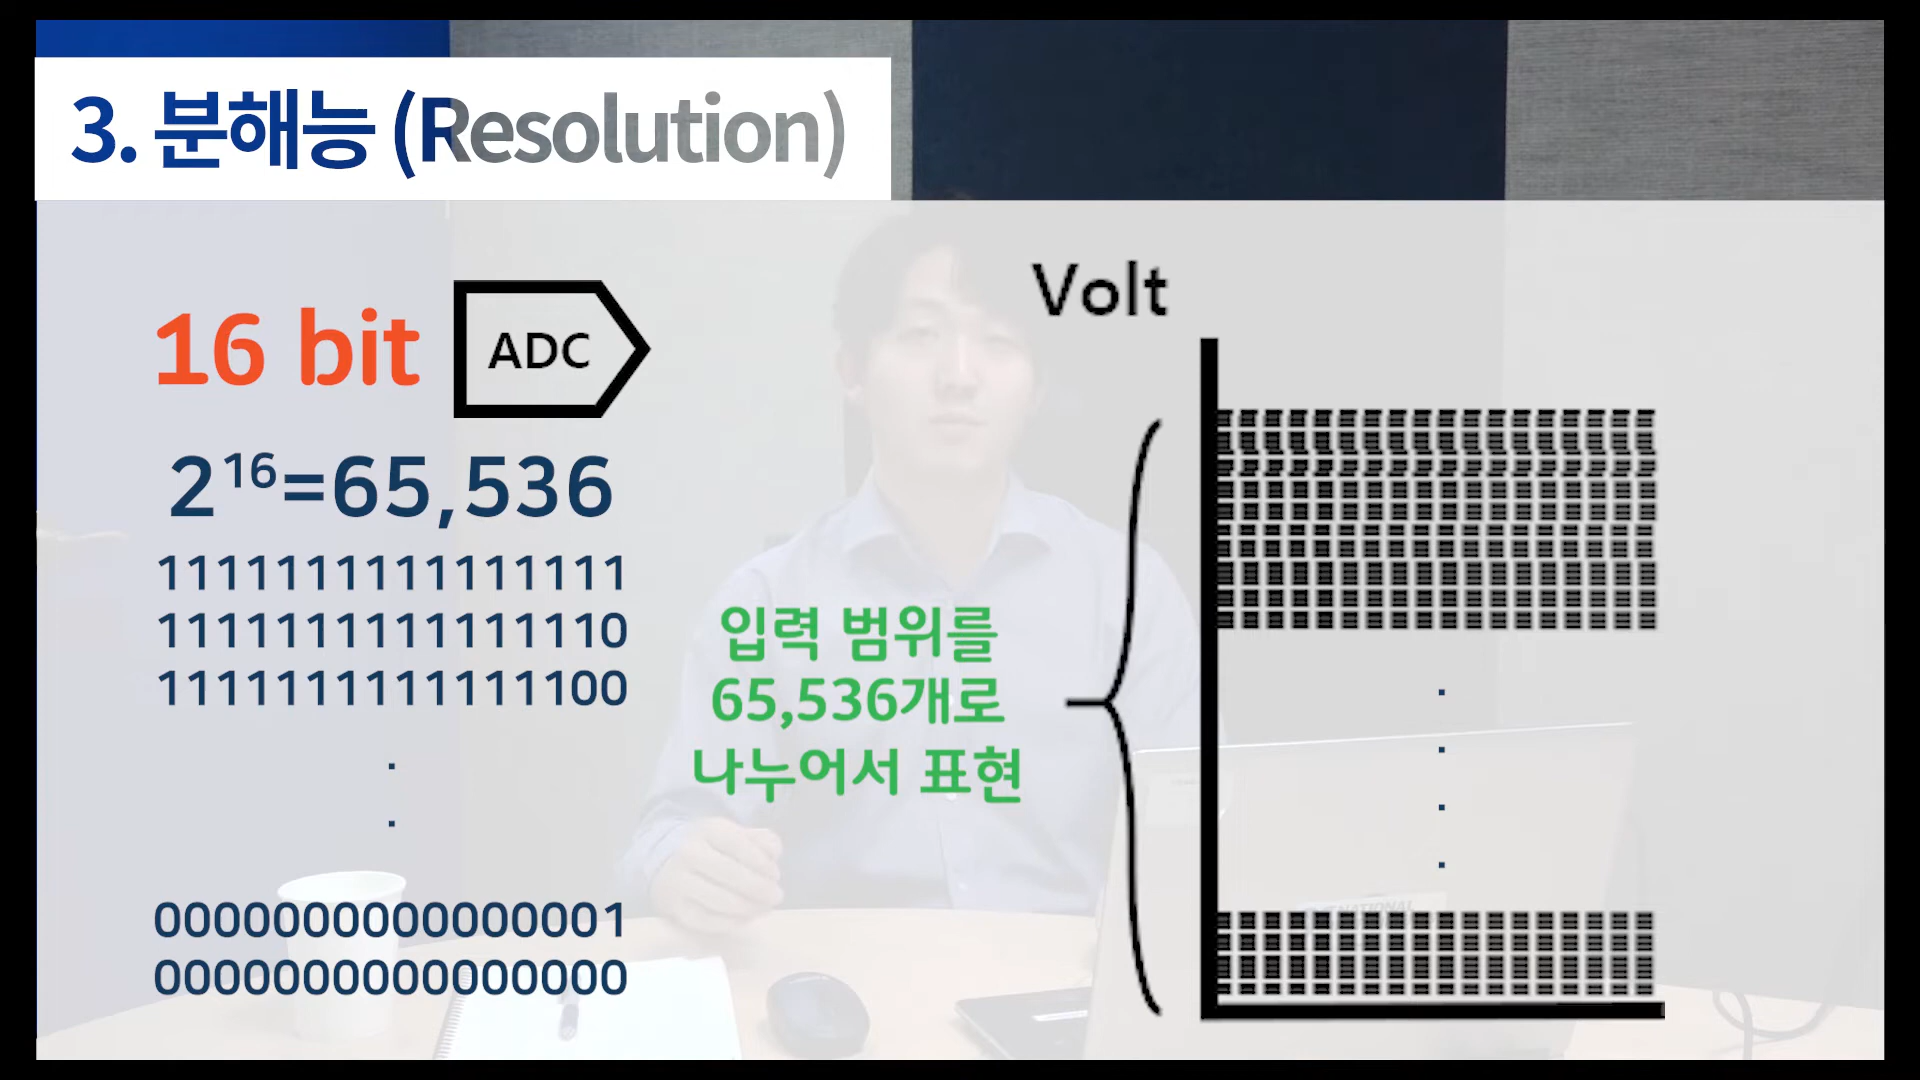 3. 분해능 (Resolution)
16 bit
ADC
2¹⁶=65,536
1111111111111111
1111111111111110
1111111111111100
.
.
0000000000000001
0000000000000000
입력 범위를
65,536개로
나누어서 표현
Volt
.
.
.
.